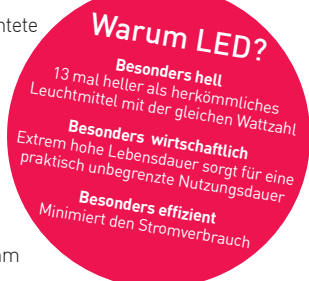 Warum LED?
Besonders hell
13 mal heller als herkömmliches
Leuchtmittel mit der gleichen Wattzahl
Besonders wirtschaftlich
Extrem hohe Lebensdauer sorgt für eine
praktisch unbegrenzte Nutzungsdauer
Besonders effizient
Minimiert den Stromverbrauch